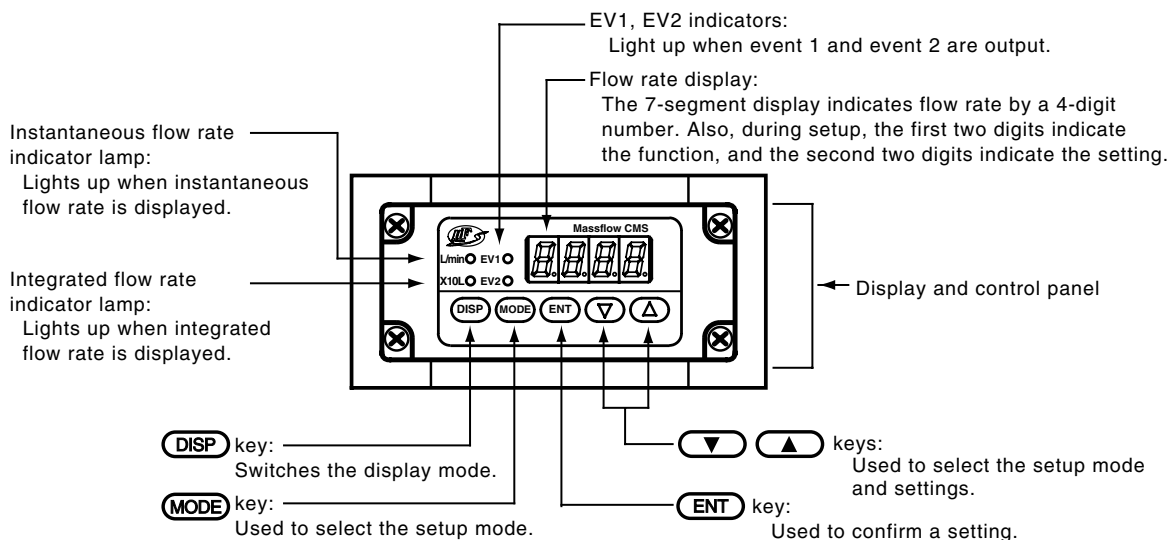 EV1, EV2 indicators:
Light up when event 1 and event 2 are output.
Flow rate display:
The 7-segment display indicates flow rate by a 4-digit
number. Also, during setup, the first two digits indicate
the function, and the second two digits indicate the setting.
Instantaneous flow rate
indicator lamp:
Lights up when instantaneous
flow rate is displayed.
Integrated flow rate
indicator lamp:
Lights up when integrated
flow rate is displayed.
Massflow CMS
L/min EV1
8.8.8.8.
X10L EV2
DISP MODE ENT ▽ △
Display and control panel
DISP key:
Switches the display mode.
MODE key:
Used to select the setup mode.
▼ ▲ keys:
Used to select the setup mode
and settings.
ENT key:
Used to confirm a setting.